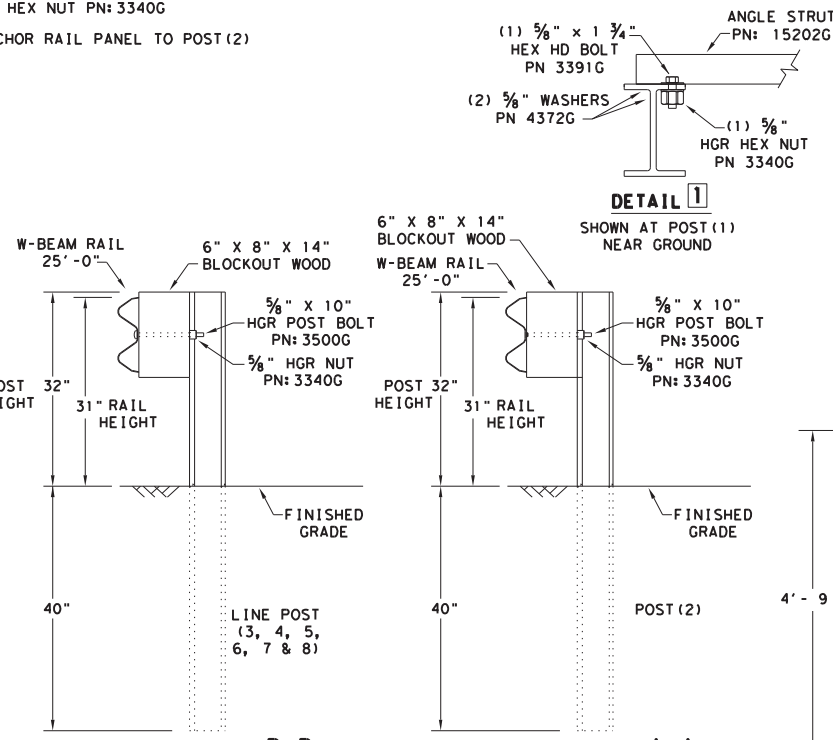 HEX NUT PN:3340G
CHOR RAIL PANEL TO POST(2)
ANGLE STRUT
PN: 15202G
(1) ⅝" x 1 ¾"
HEX HD BOLT
PN 3391G
(2) ⅝" WASHERS
PN 4372G
(1) ⅝"
HGR HEX NUT
PN 3340G
DETAIL 1
SHOWN AT POST(1)
NEAR GROUND
W-BEAM RAIL
25'-0"
6" X 8" X 14"
BLOCKOUT WOOD
⅝" X 10"
HGR POST BOLT
PN:3500G
⅝" HGR NUT
PN:3340G
OST 32"
IGHT
31" RAIL
HEIGHT
FINISHED
GRADE
40"
LINE POST
(3, 4, 5,
6, 7 & 8)
6" X 8" X 14"
BLOCKOUT WOOD
W-BEAM RAIL
25'-0"
⅝" X 10"
HGR POST BOLT
PN:3500G
⅝" HGR NUT
PN:3340G
POST 32"
HEIGHT
31" RAIL
HEIGHT
FINISHED
GRADE
40"
POST(2)
4'- 9